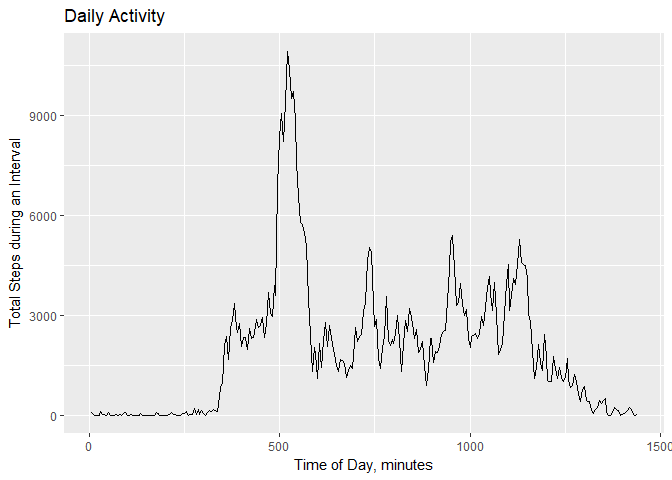 Daily Activity
Total Steps during an Interval
9000
6000
3000
0
0 500 1000 1500
Time of Day, minutes